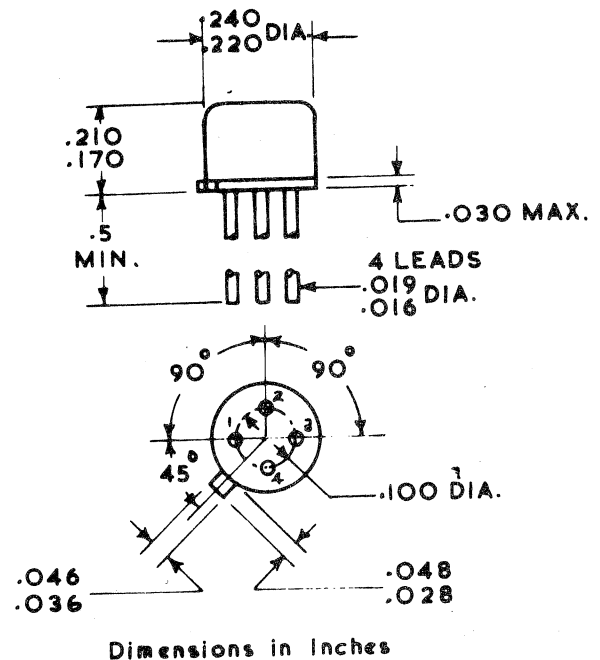 .240
.220 DIA.
.210
.170
.030 MAX.
.5
MIN.
4 LEADS
.019
.016 DIA.
90°
90°
2
1
3
4
45°
.100 DIA.
.046
.036
.048
.028
Dimensions in Inches